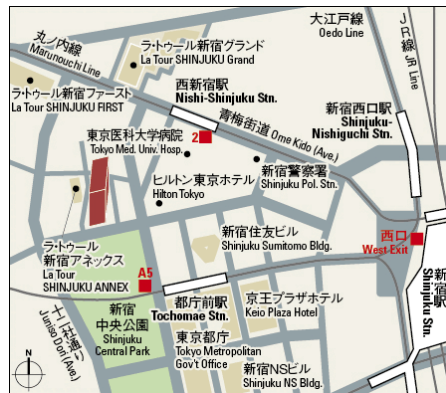 丸ノ内線
Marunouchi Line
ラ・トゥール新宿グランド
La Tour SHINJUKU Grand
大江戸線
Oedo Line
JR線 JR Line
ラ・トゥール新宿ファースト
La Tour SHINJUKU FIRST
西新宿駅
Nishi-Shinjuku Stn.
青梅街道 Ome Kido (Ave.)
新宿西口駅
Shinjuku-
Nishiguchi Stn.
東京医科大学病院
Tokyo Med. Univ. Hosp.
2
ヒルトン東京ホテル
Hilton Tokyo
新宿警察署
Shinjuku Pol. Stn.
新宿住友ビル
Shinjuku Sumitomo Bldg.
西口
West Exit
ラ・トゥール
新宿アネックス
La Tour
SHINJUKU ANNEX
A5
新宿駅
Shinjuku Stn.
都庁前駅
Tochomae Stn.
京王プラザホテル
Keio Plaza Hotel
十二社通り
Juniso Dori (Ave.)
新宿
中央公園
Shinjuku
Central Park
東京都庁
Tokyo Metropolitan
Gov't Office
新宿NSビル
Shinjuku NS Bldg.
N